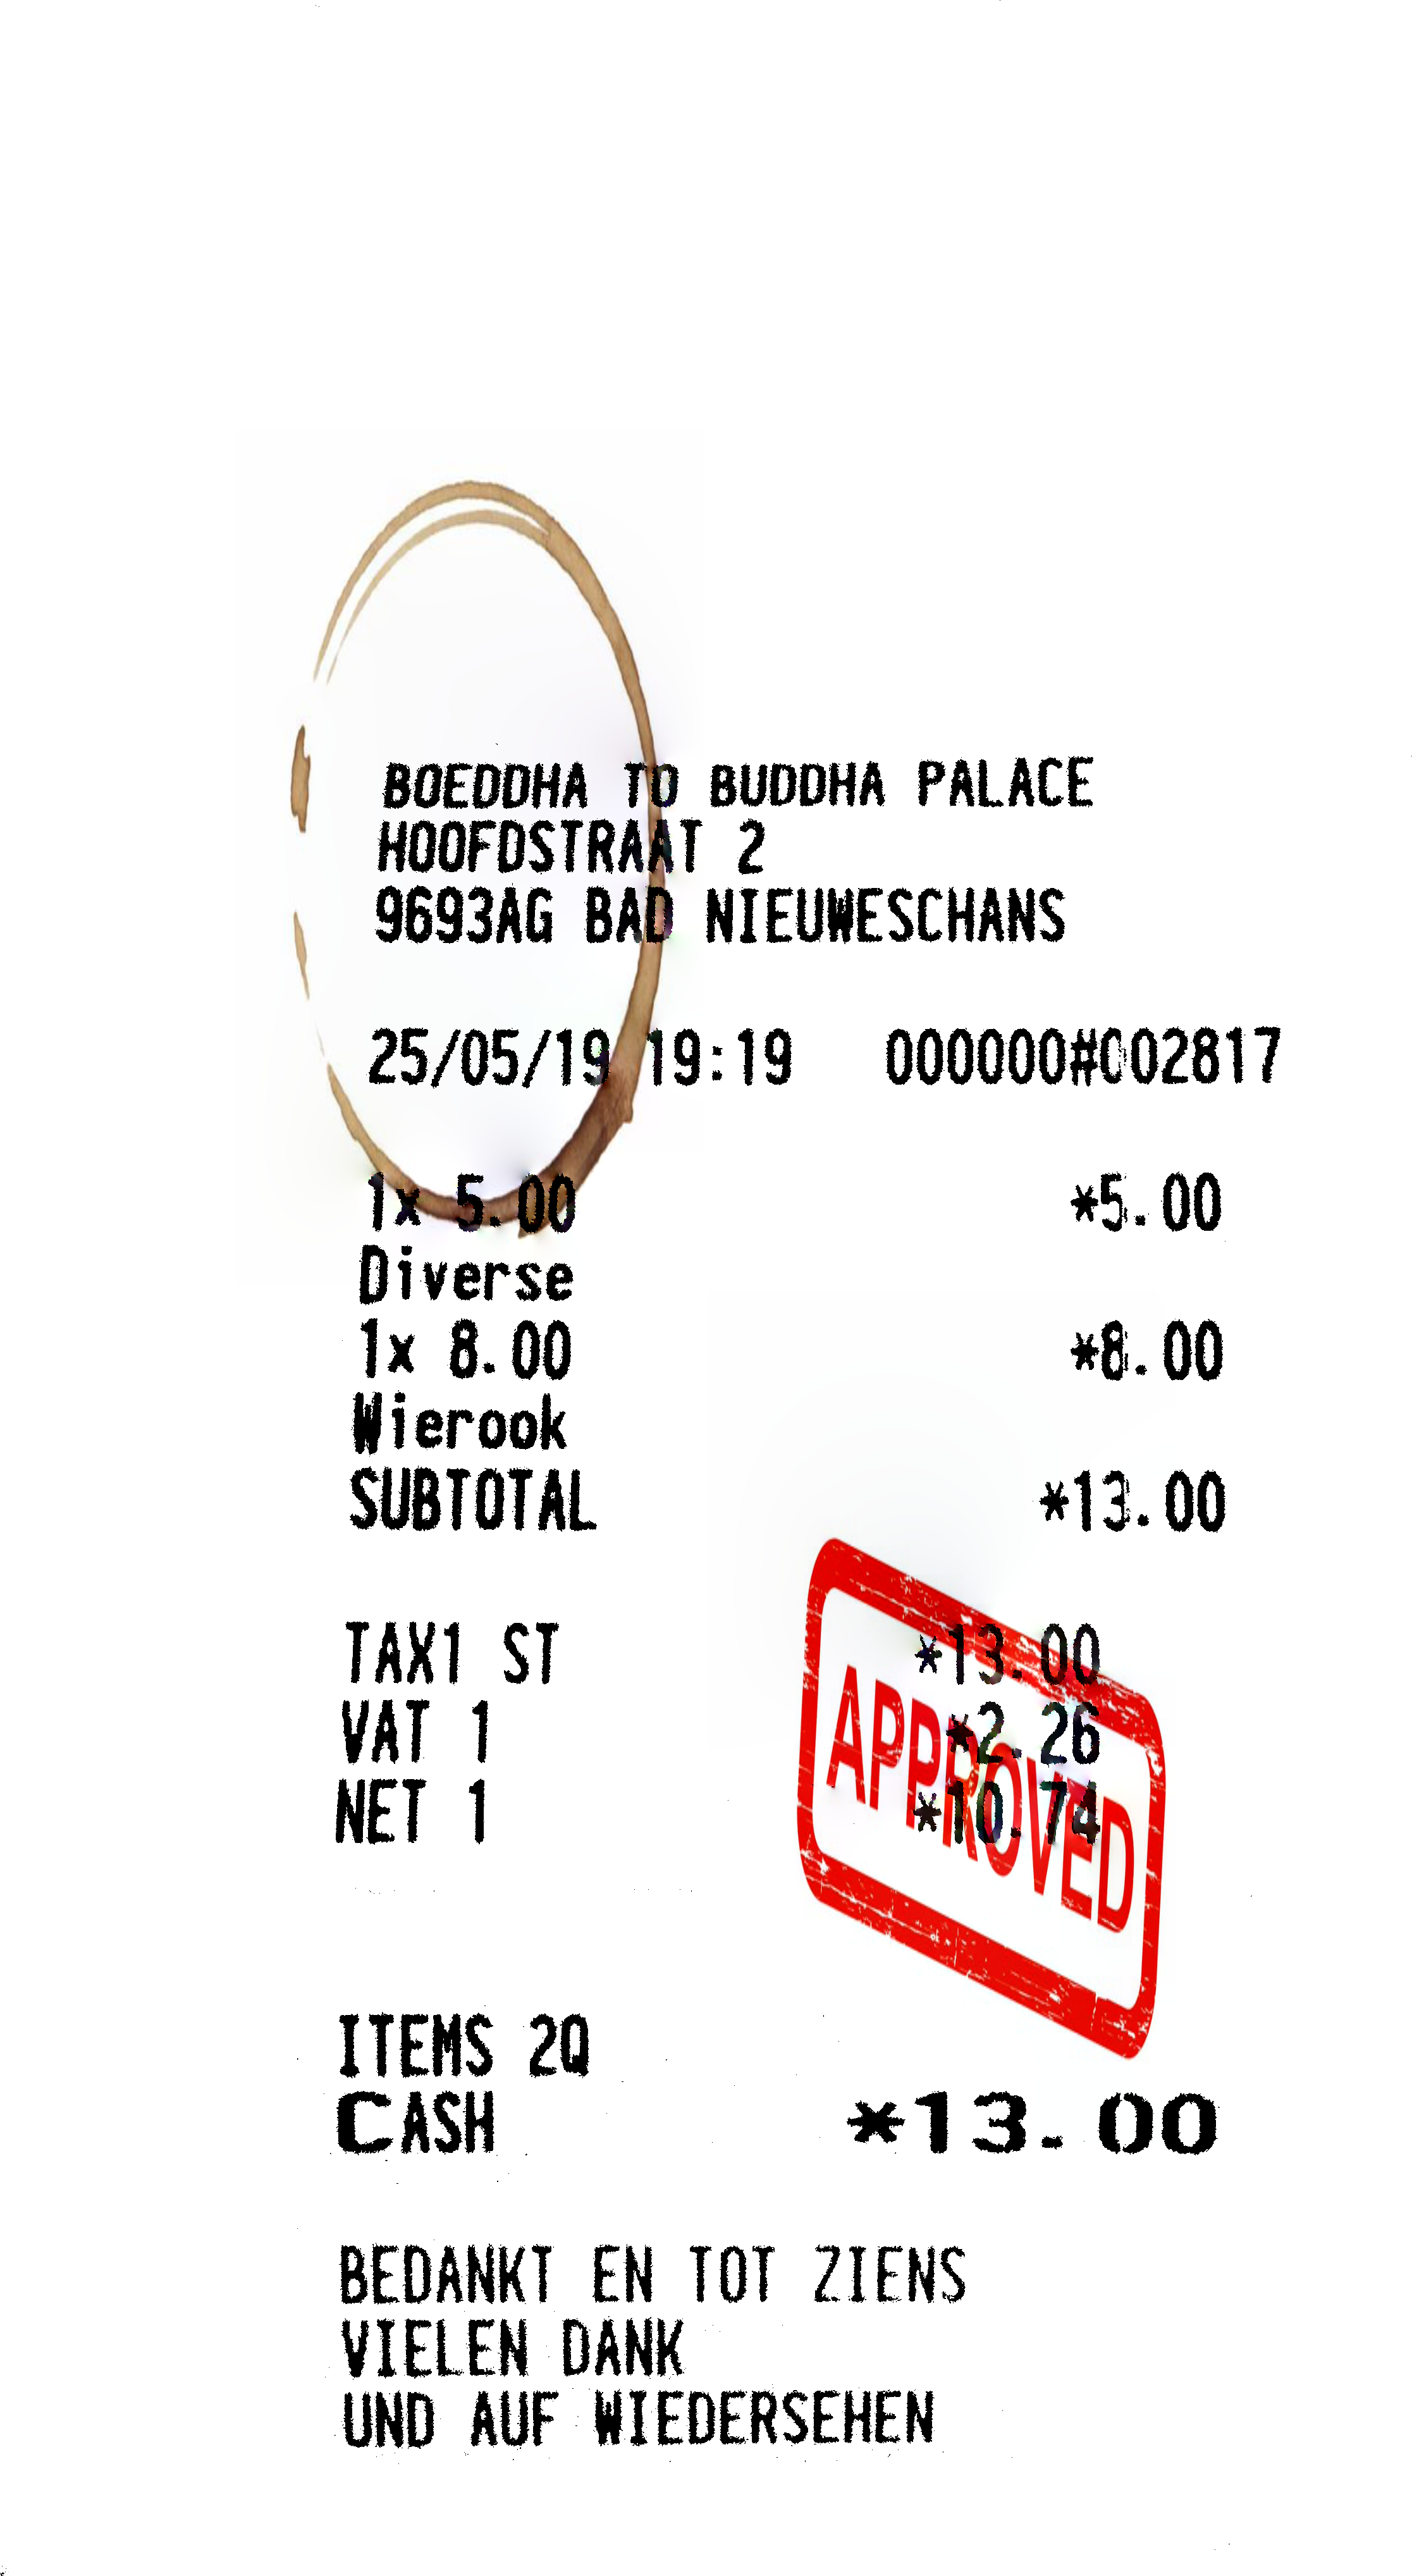 BOEDDHA TO BUDDHA PALACE
HOOFDSTRAAT 2
9693AG BAD NIEUWESCHANS
25/05/19 19:19 000000#002817
1x 5.00 *5.00
Diverse
1x 8.00 *8.00
Wierook
SUBTOTAL *13.00
TAX1 ST *13.00
VAT 1 *2.26
NET 1 *10.74
APPROVED
ITEMS 2Q
CASH *13.00
BEDANKT EN TOT ZIENS
VIELEN DANK
UND AUF WIEDERSEHEN